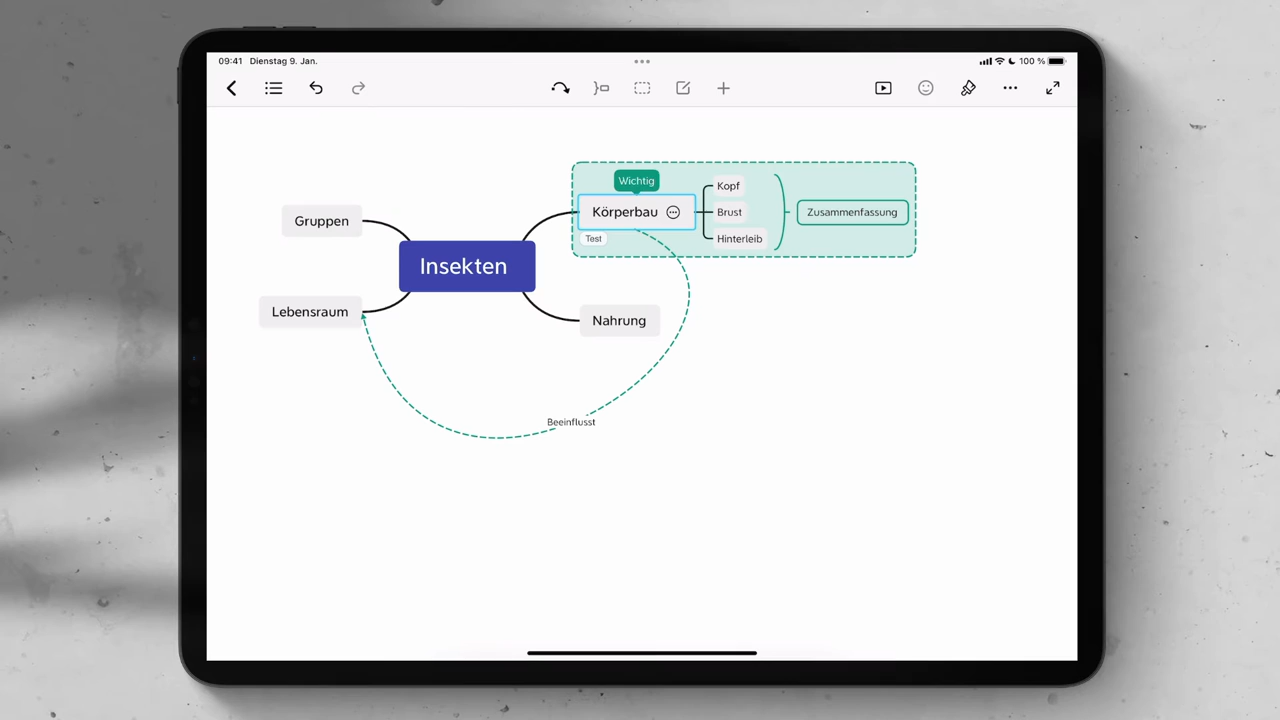 09:41 Dienstag 9. Jan.
100 %
Wichtig
Körperbau
Test
Kopf
Brust
Hinterleib
Zusammenfassung
Gruppen
Insekten
Lebensraum
Nahrung
Beeinflusst